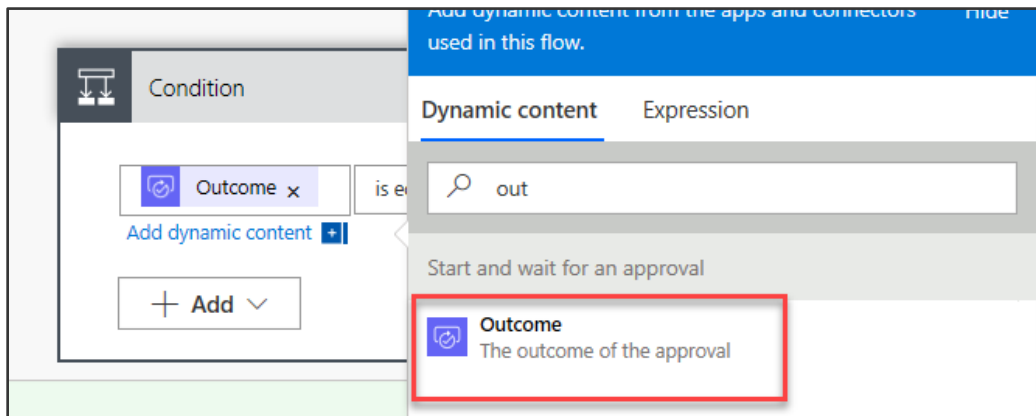 Add dynamic content from the apps and connectors
Hide
used in this flow.
Condition
Dynamic content
Expression
Outcome x
is
out
Add dynamic content
Start and wait for an approval
+ Add
Outcome
The outcome of the approval